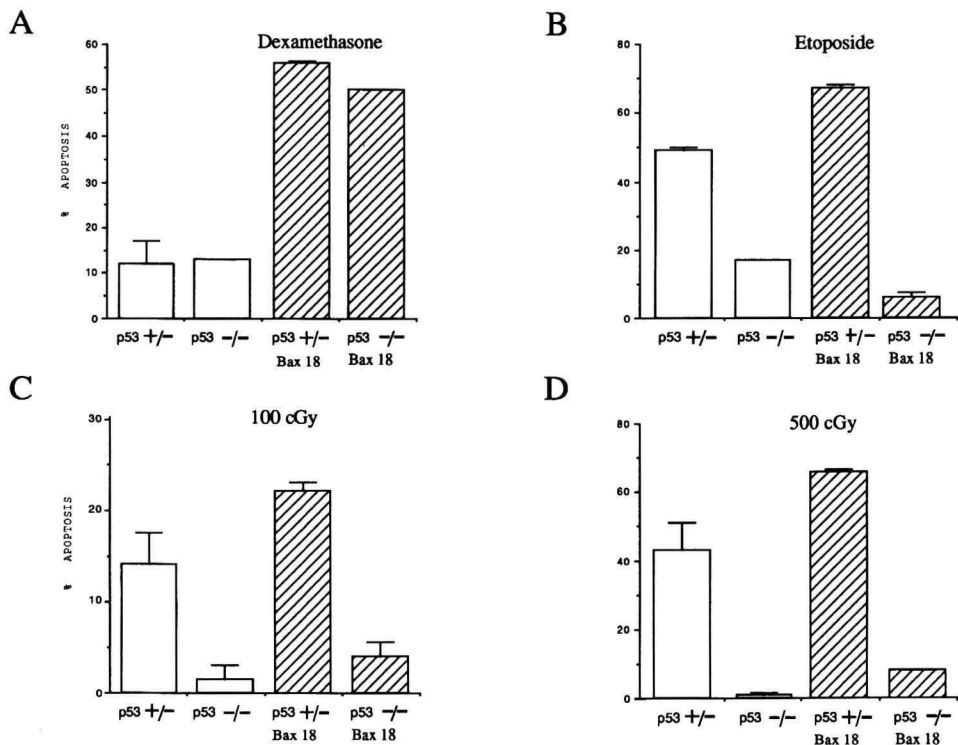 A
Dexamethasone
60
50
40
30
20
10
0
% APOPTOSIS
p53 +/- p53 -/- p53 +/- p53 -/-
Bax 18 Bax 18
B
Etoposide
80
60
40
20
0
p53 +/- p53 -/- p53 +/- p53 -/-
Bax 18 Bax 18
C
100 cGy
30
20
10
0
% APOPTOSIS
p53 +/- p53 -/- p53 +/- p53 -/-
Bax 18 Bax 18
D
500 cGy
80
60
40
20
0
p53 +/- p53 -/- p53 +/- p53 -/-
Bax 18 Bax 18